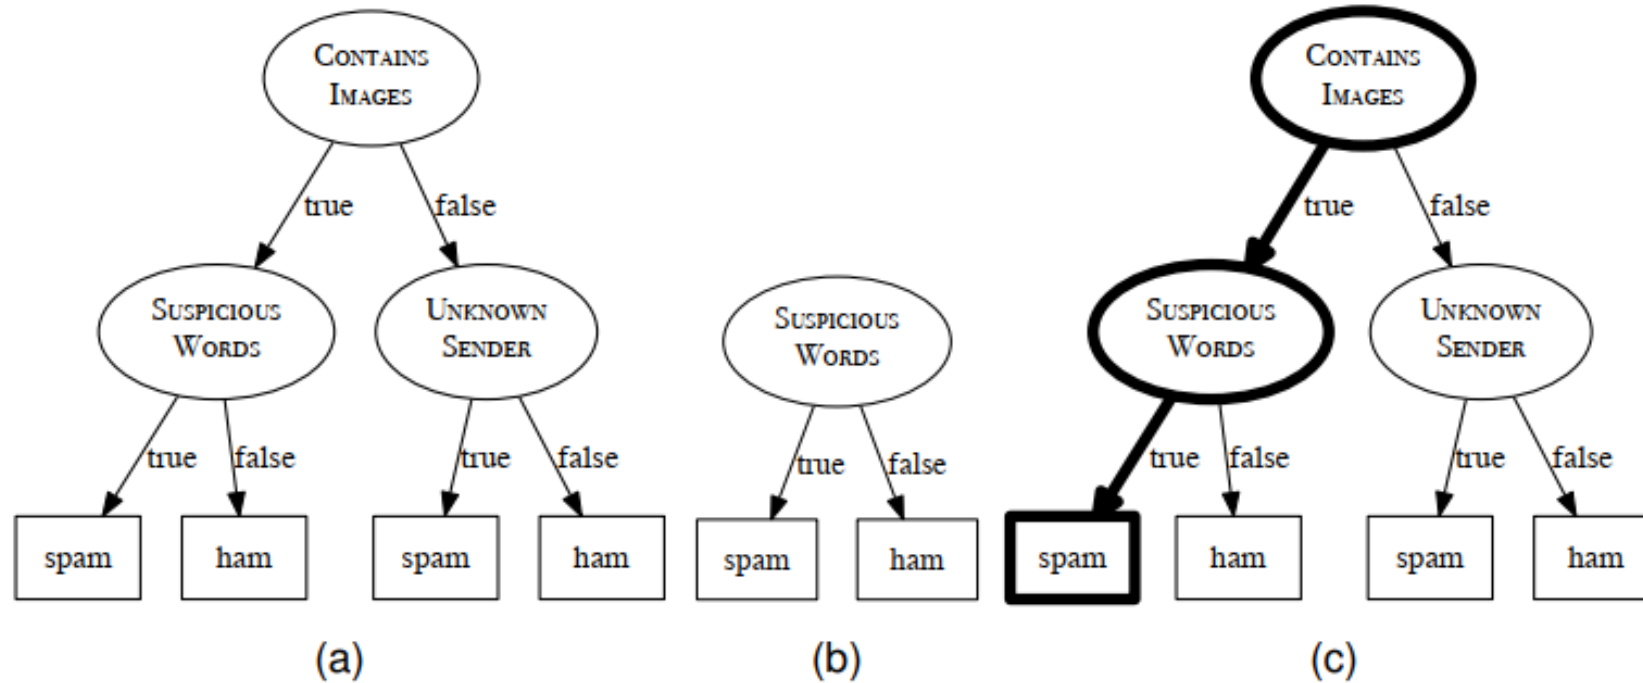 CONTAINS
IMAGES
true
false
SUSPICIOUS
WORDS
UNKNOWN
SENDER
true
false
true
false
spam
ham
spam
ham
(a)
SUSPICIOUS
WORDS
true
false
spam
ham
(b)
CONTAINS
IMAGES
true
false
SUSPICIOUS
WORDS
UNKNOWN
SENDER
true
false
true
false
spam
ham
spam
ham
(c)